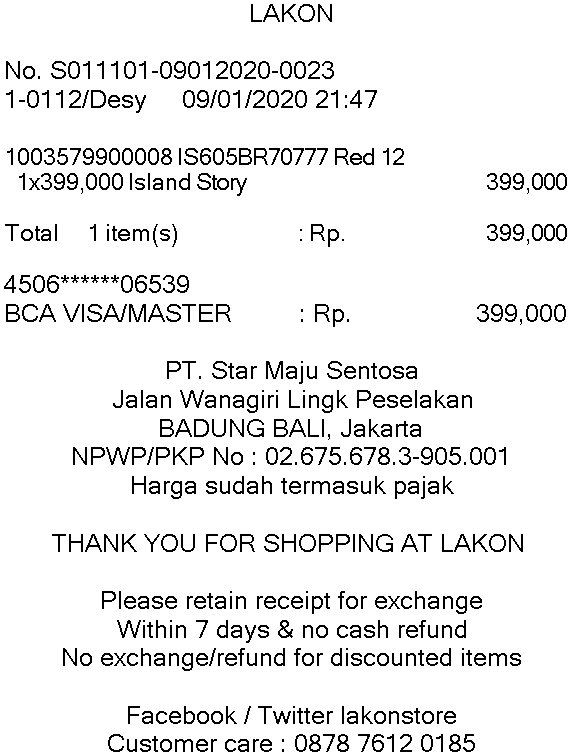 LAKON
No. S011101-09012020-0023
1-0112/Desy 09/01/2020 21:47
1003579900008 IS605BR70777 Red 12
1x399,000 Island Story 399,000
Total 1 item(s) : Rp. 399,000
4506******06539
BCA VISA/MASTER : Rp. 399,000
PT. Star Maju Sentosa
Jalan Wanagiri Lingk Peselakan
BADUNG BALI, Jakarta
NPWP/PKP No : 02.675.678.3-905.001
Harga sudah termasuk pajak
THANK YOU FOR SHOPPING AT LAKON
Please retain receipt for exchange
Within 7 days & no cash refund
No exchange/refund for discounted items
Facebook / Twitter lakonstore
Customer care : 0878 7612 0185